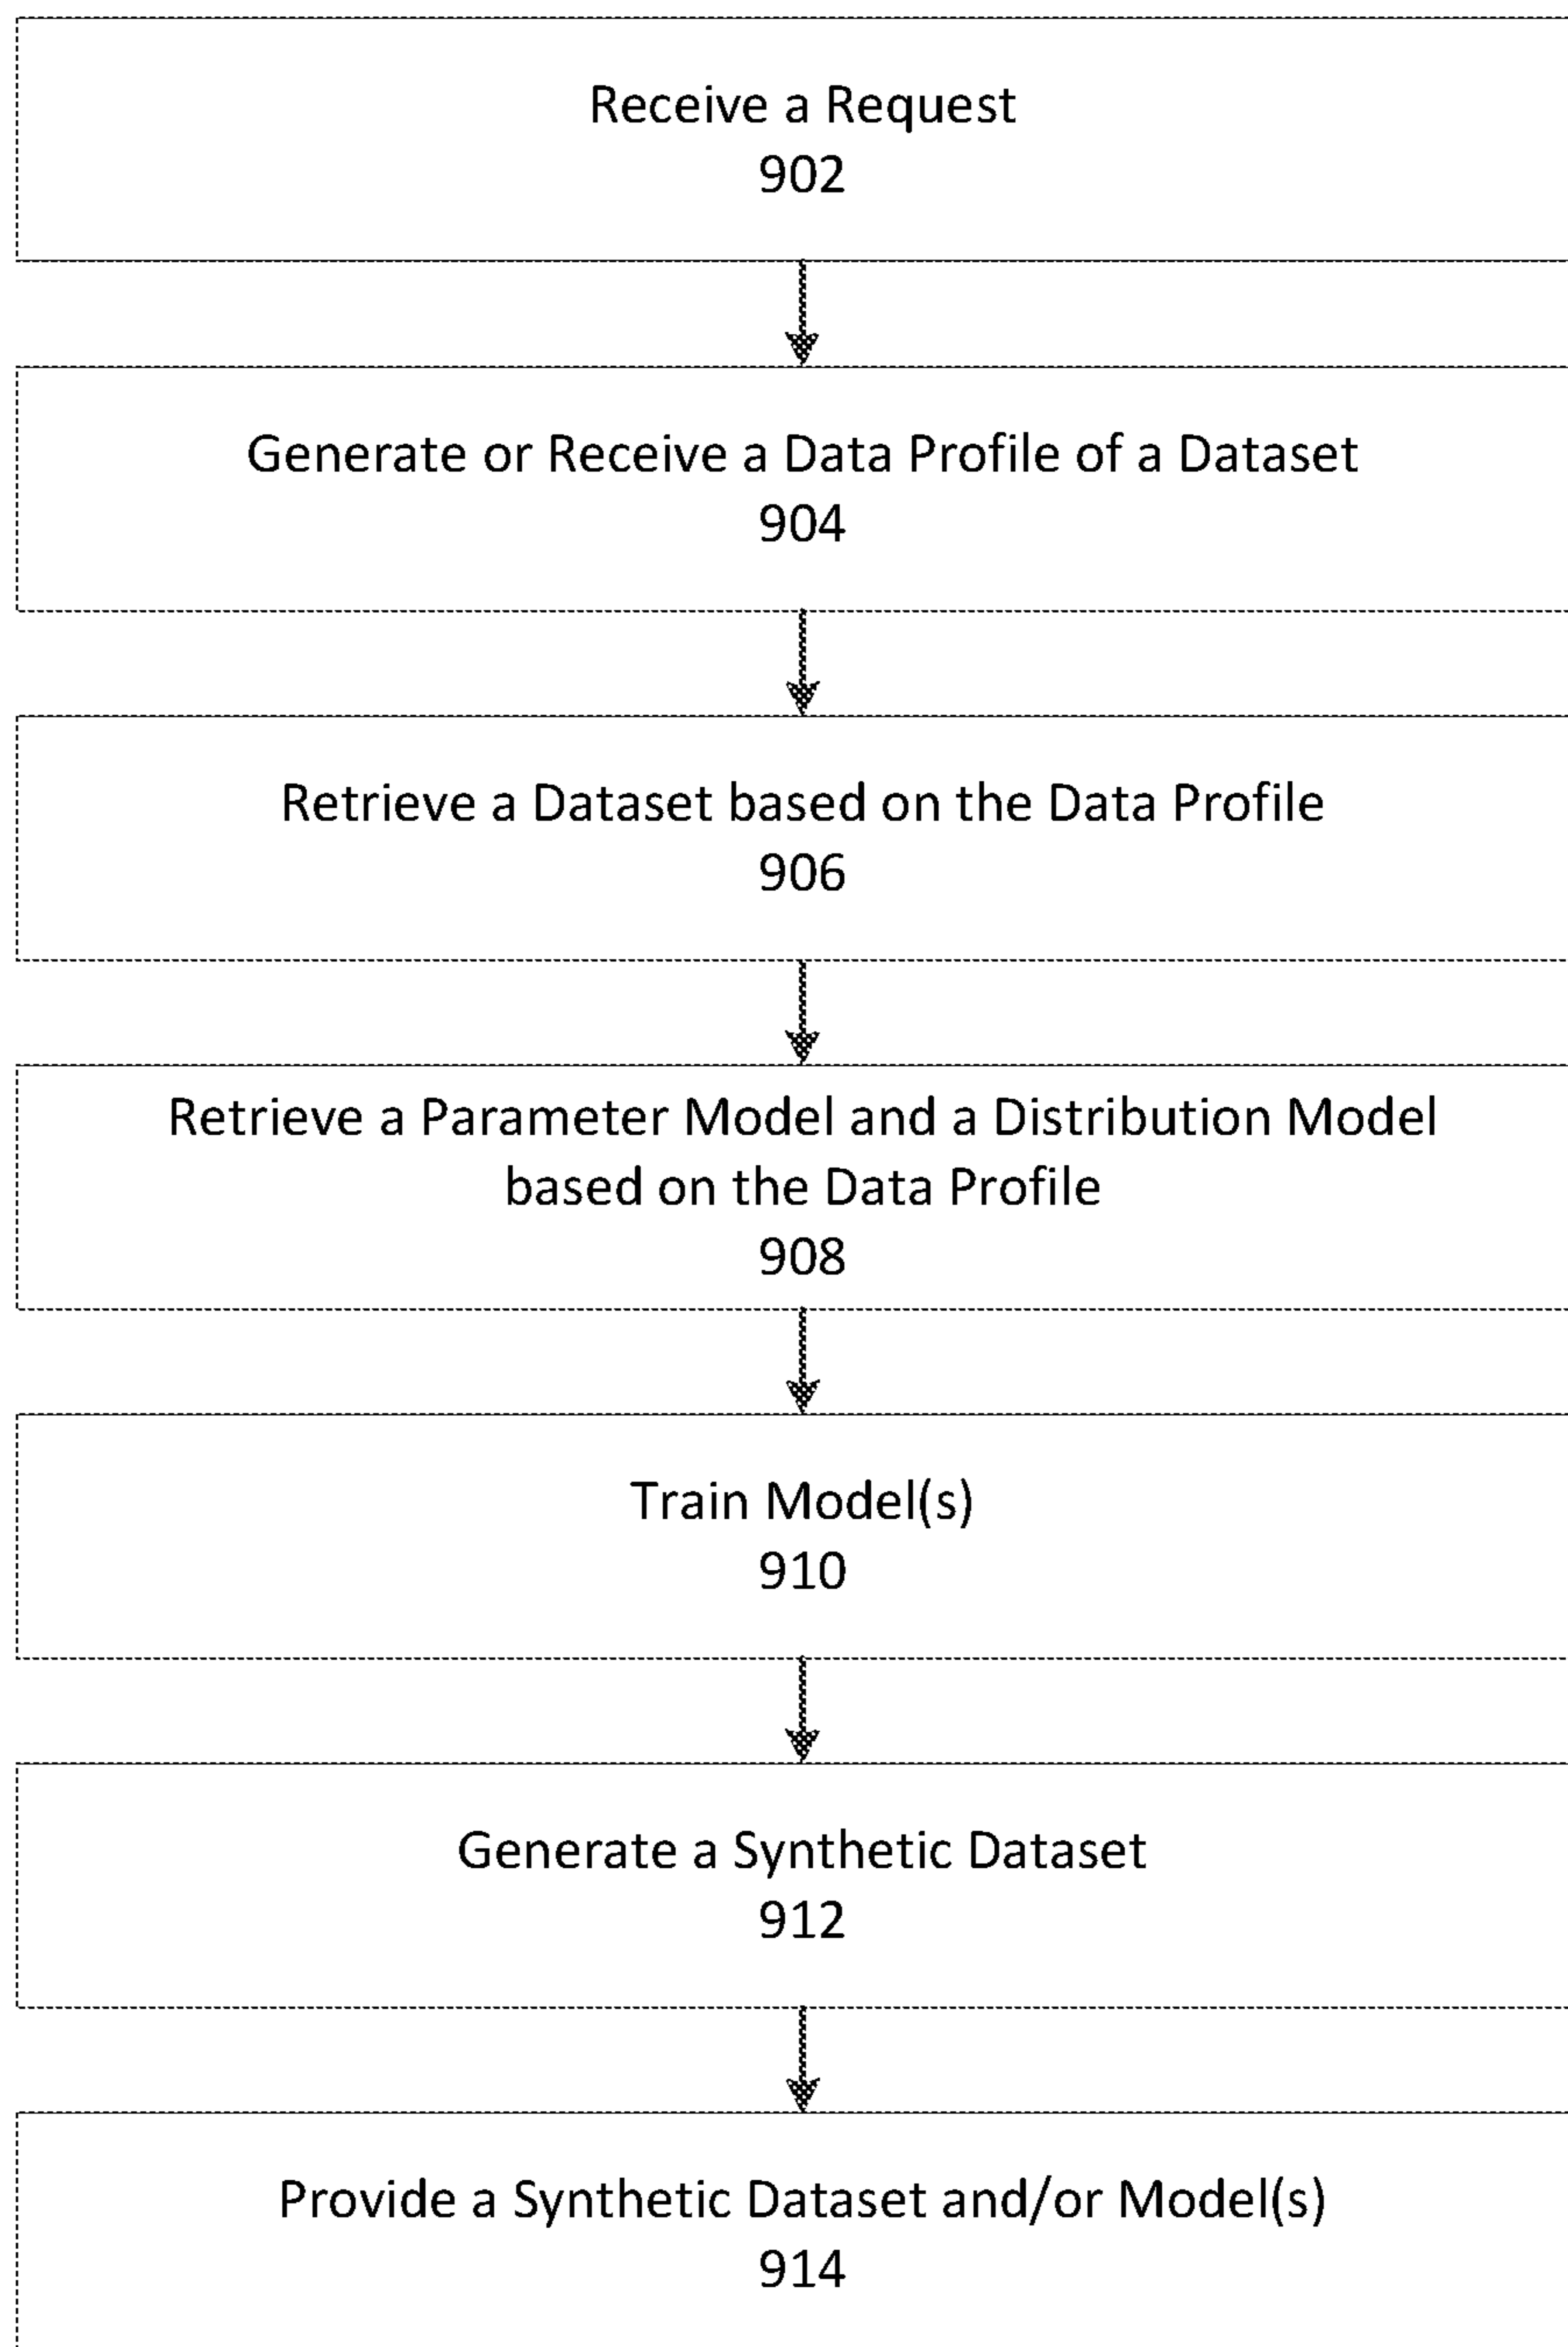 Receive a Request
902
Generate or Receive a Data Profile of a Dataset
904
Retrieve a Dataset based on the Data Profile
906
Retrieve a Parameter Model and a Distribution Model
based on the Data Profile
908
Train Model(s)
910
Generate a Synthetic Dataset
912
Provide a Synthetic Dataset and/or Model(s)
914